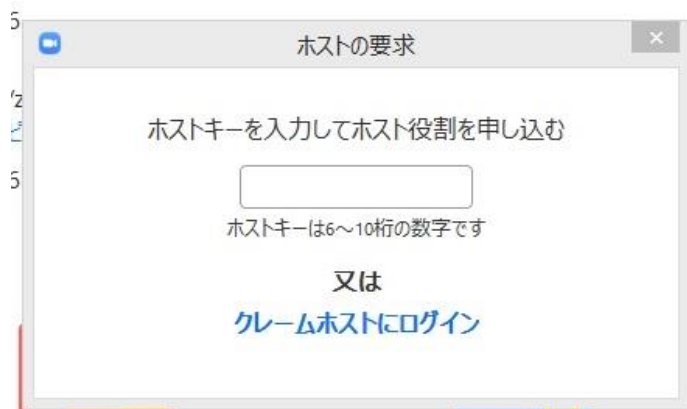 ホストの要求
ホストキーを入力してホスト役割を申し込む
ホストキーは6～10桁の数字です
又は
クレームホストにログイン